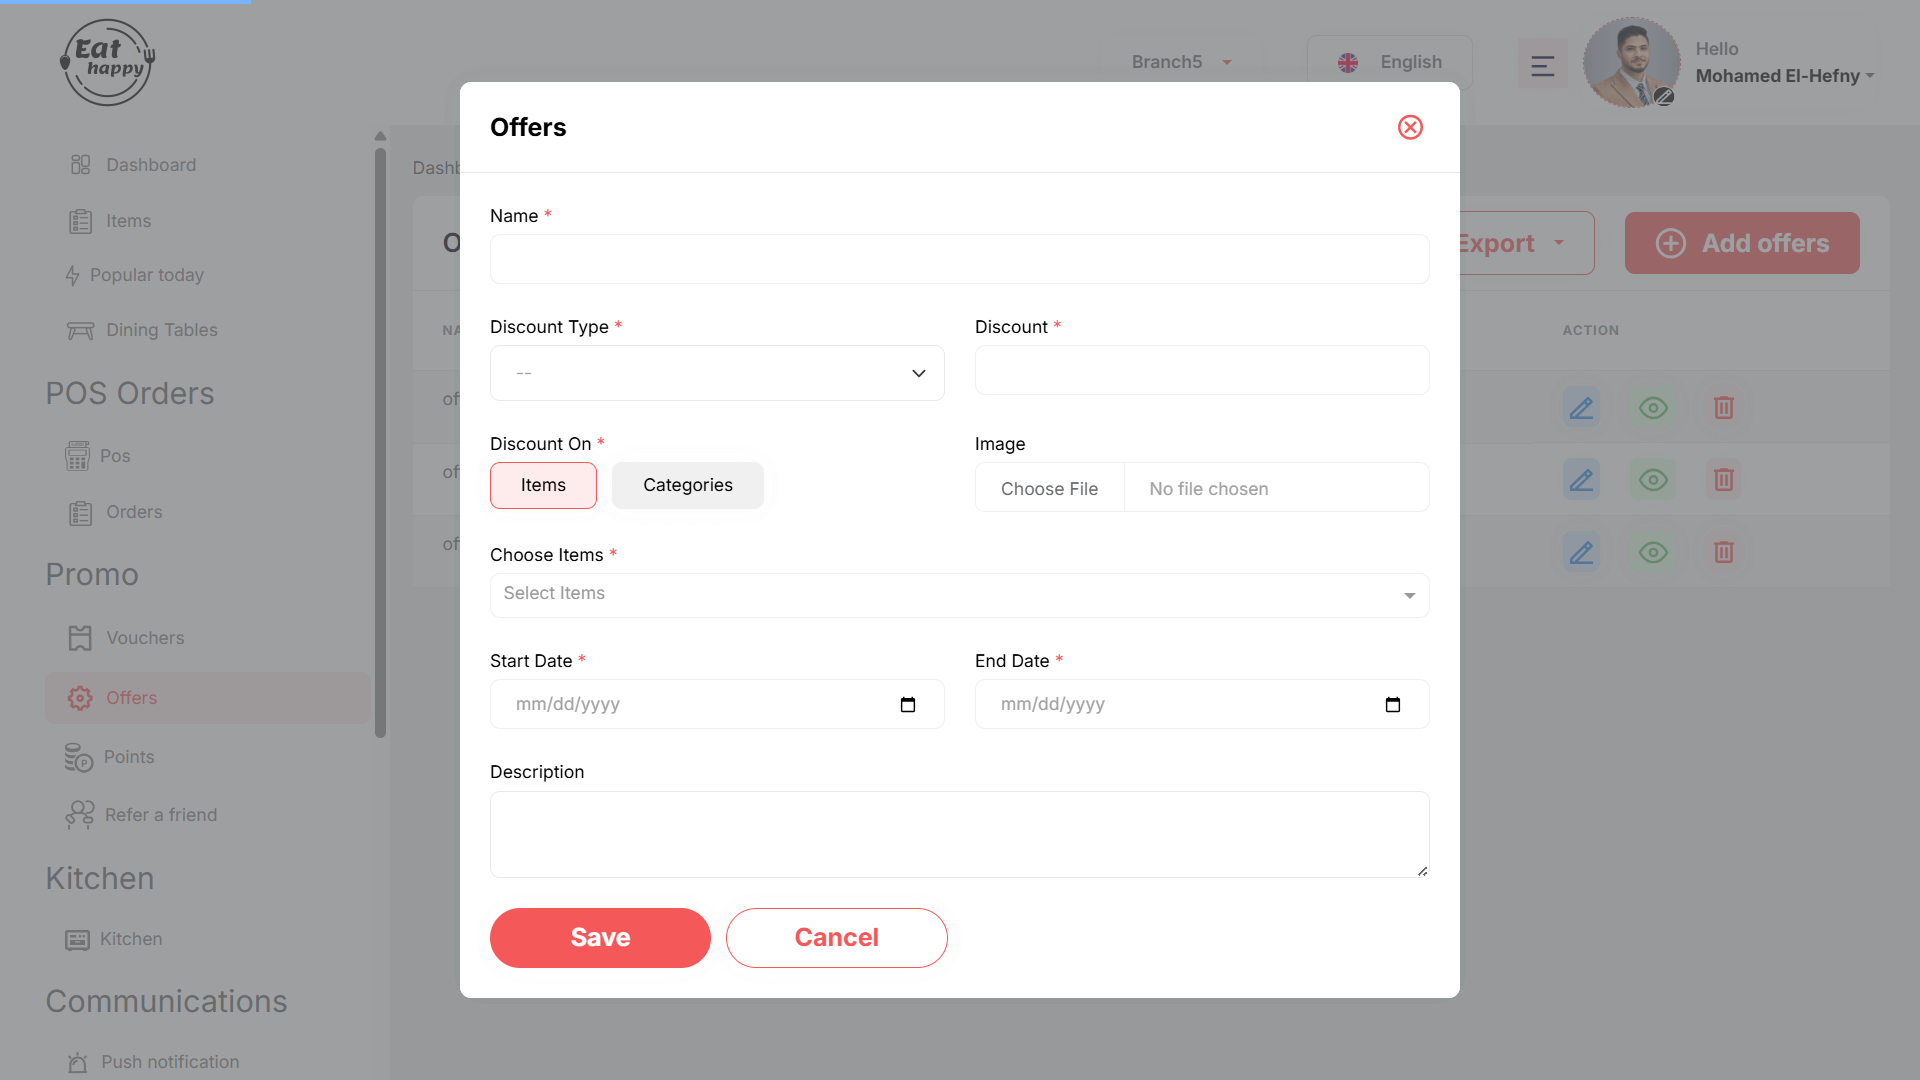 Eat
happy
Branch5
English
Hello
Mohamed El-Hefny
Dashboard
Items
Popular today
Dining Tables
POS Orders
Pos
Orders
Promo
Vouchers
Offers
Points
Refer a friend
Kitchen
Kitchen
Communications
Push notification
Dashb
Export
Add offers
NA
ACTION
of
of
of
Offers
Name *
Discount Type *
Discount *
--
Discount On *
Image
Items
Categories
Choose File
No file chosen
Choose Items *
Select Items
Start Date *
End Date *
mm/dd/yyyy
mm/dd/yyyy
Description
Save
Cancel